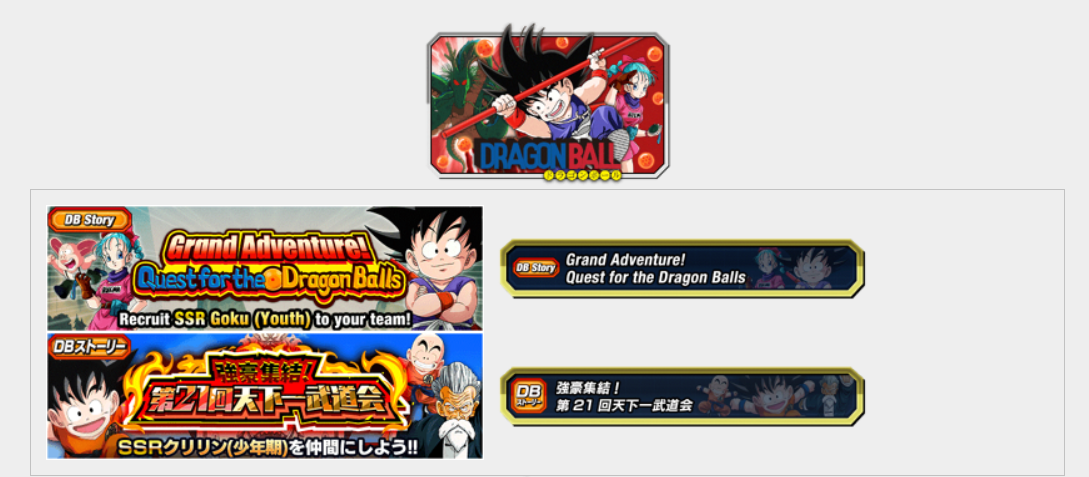 DRAGON BALL
ドラゴンボール
DB Story
Grand Adventure!
Quest for the Dragon Balls
Recruit SSR Goku (Youth) to your team!
DB Story
Grand Adventure!
Quest for the Dragon Balls
DBストーリー
強豪集結!
第21回天下一武道会
SSRクリリン(少年期)を仲間にしよう!!
DB
ストーリー
強豪集結！
第 21 回天下一武道会